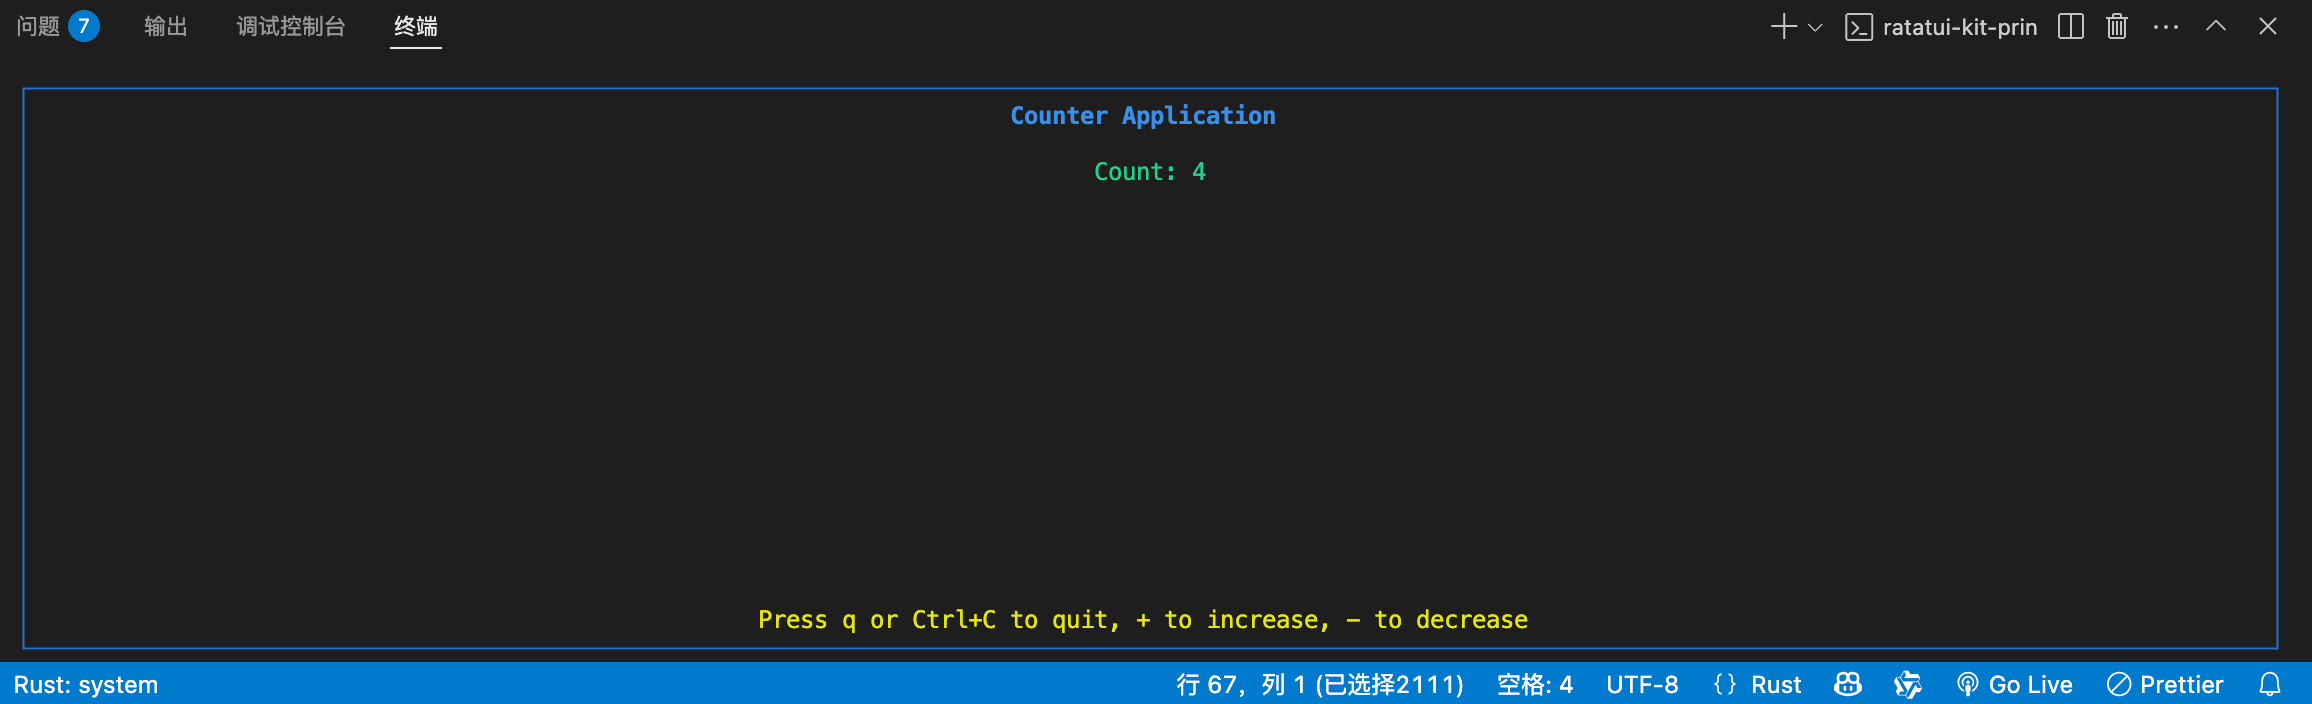 问题 7 输出 调试控制台 终端 ratatui-kit-prin
Counter Application
Count: 4
Press q or Ctrl+C to quit, + to increase, - to decrease
Rust: system 行 67，列 1 (已选择2111) 空格: 4 UTF-8 {} Rust Go Live Prettier